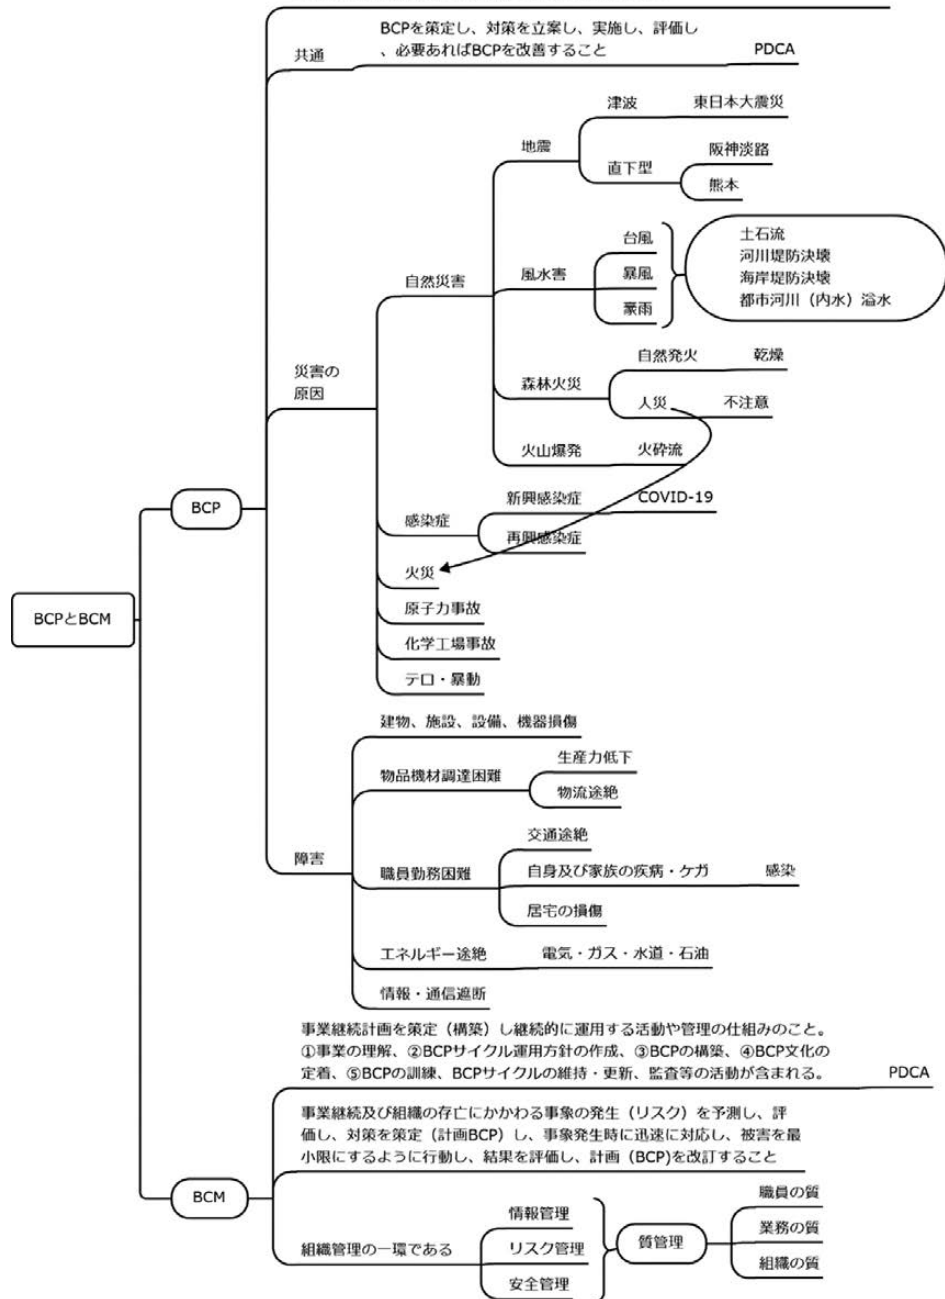 BCPを策定し、対策を立案し、実施し、評価し
、必要あればBCPを改善すること
共通
PDCA
津波
東日本大震災
地震
阪神淡路
直下型
熊本
台風
土石流
河川堤防決壊
海岸堤防決壊
都市河川（内水）溢水
自然災害
風水害
暴風
豪雨
自然発火
乾燥
災害の
原因
森林火災
人災
不注意
火山爆発
火砕流
BCP
新興感染症
COVID-19
感染症
再興感染症
火災
BCPとBCM
原子力事故
化学工場事故
テロ・暴動
建物、施設、設備、機器損傷
生産力低下
物品機材調達困難
物流途絶
交通途絶
障害
職員勤務困難
自身及び家族の疾病・ケガ
感染
居宅の損傷
エネルギー途絶
電気・ガス・水道・石油
情報・通信遮断
事業継続計画を策定（構築）し継続的に運用する活動や管理の仕組みのこと。
①事業の理解、②BCPサイクル運用方針の作成、③BCPの構築、④BCP文化の
定着、⑤BCPの訓練、BCPサイクルの維持・更新、監査等の活動が含まれる。
PDCA
事業継続及び組織の存亡にかかわる事象の発生（リスク）を予測し、評
価し、対策を策定（計画BCP）し、事象発生時に迅速に対応し、被害を最
小限にするように行動し、結果を評価し、計画（BCP)を改訂すること
BCM
職員の質
情報管理
組織管理の一環である
リスク管理
質管理
業務の質
安全管理
組織の質